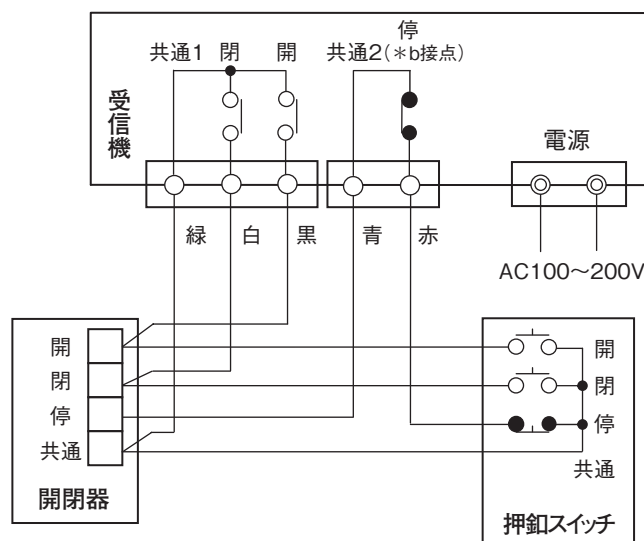 停
共通1 閉 開 共通2(＊b接点)
受信機
電源
緑 白 黒 青 赤
AC100～200V
開
閉
停
共通
開閉器
開
閉
停
共通
押釦スイッチ